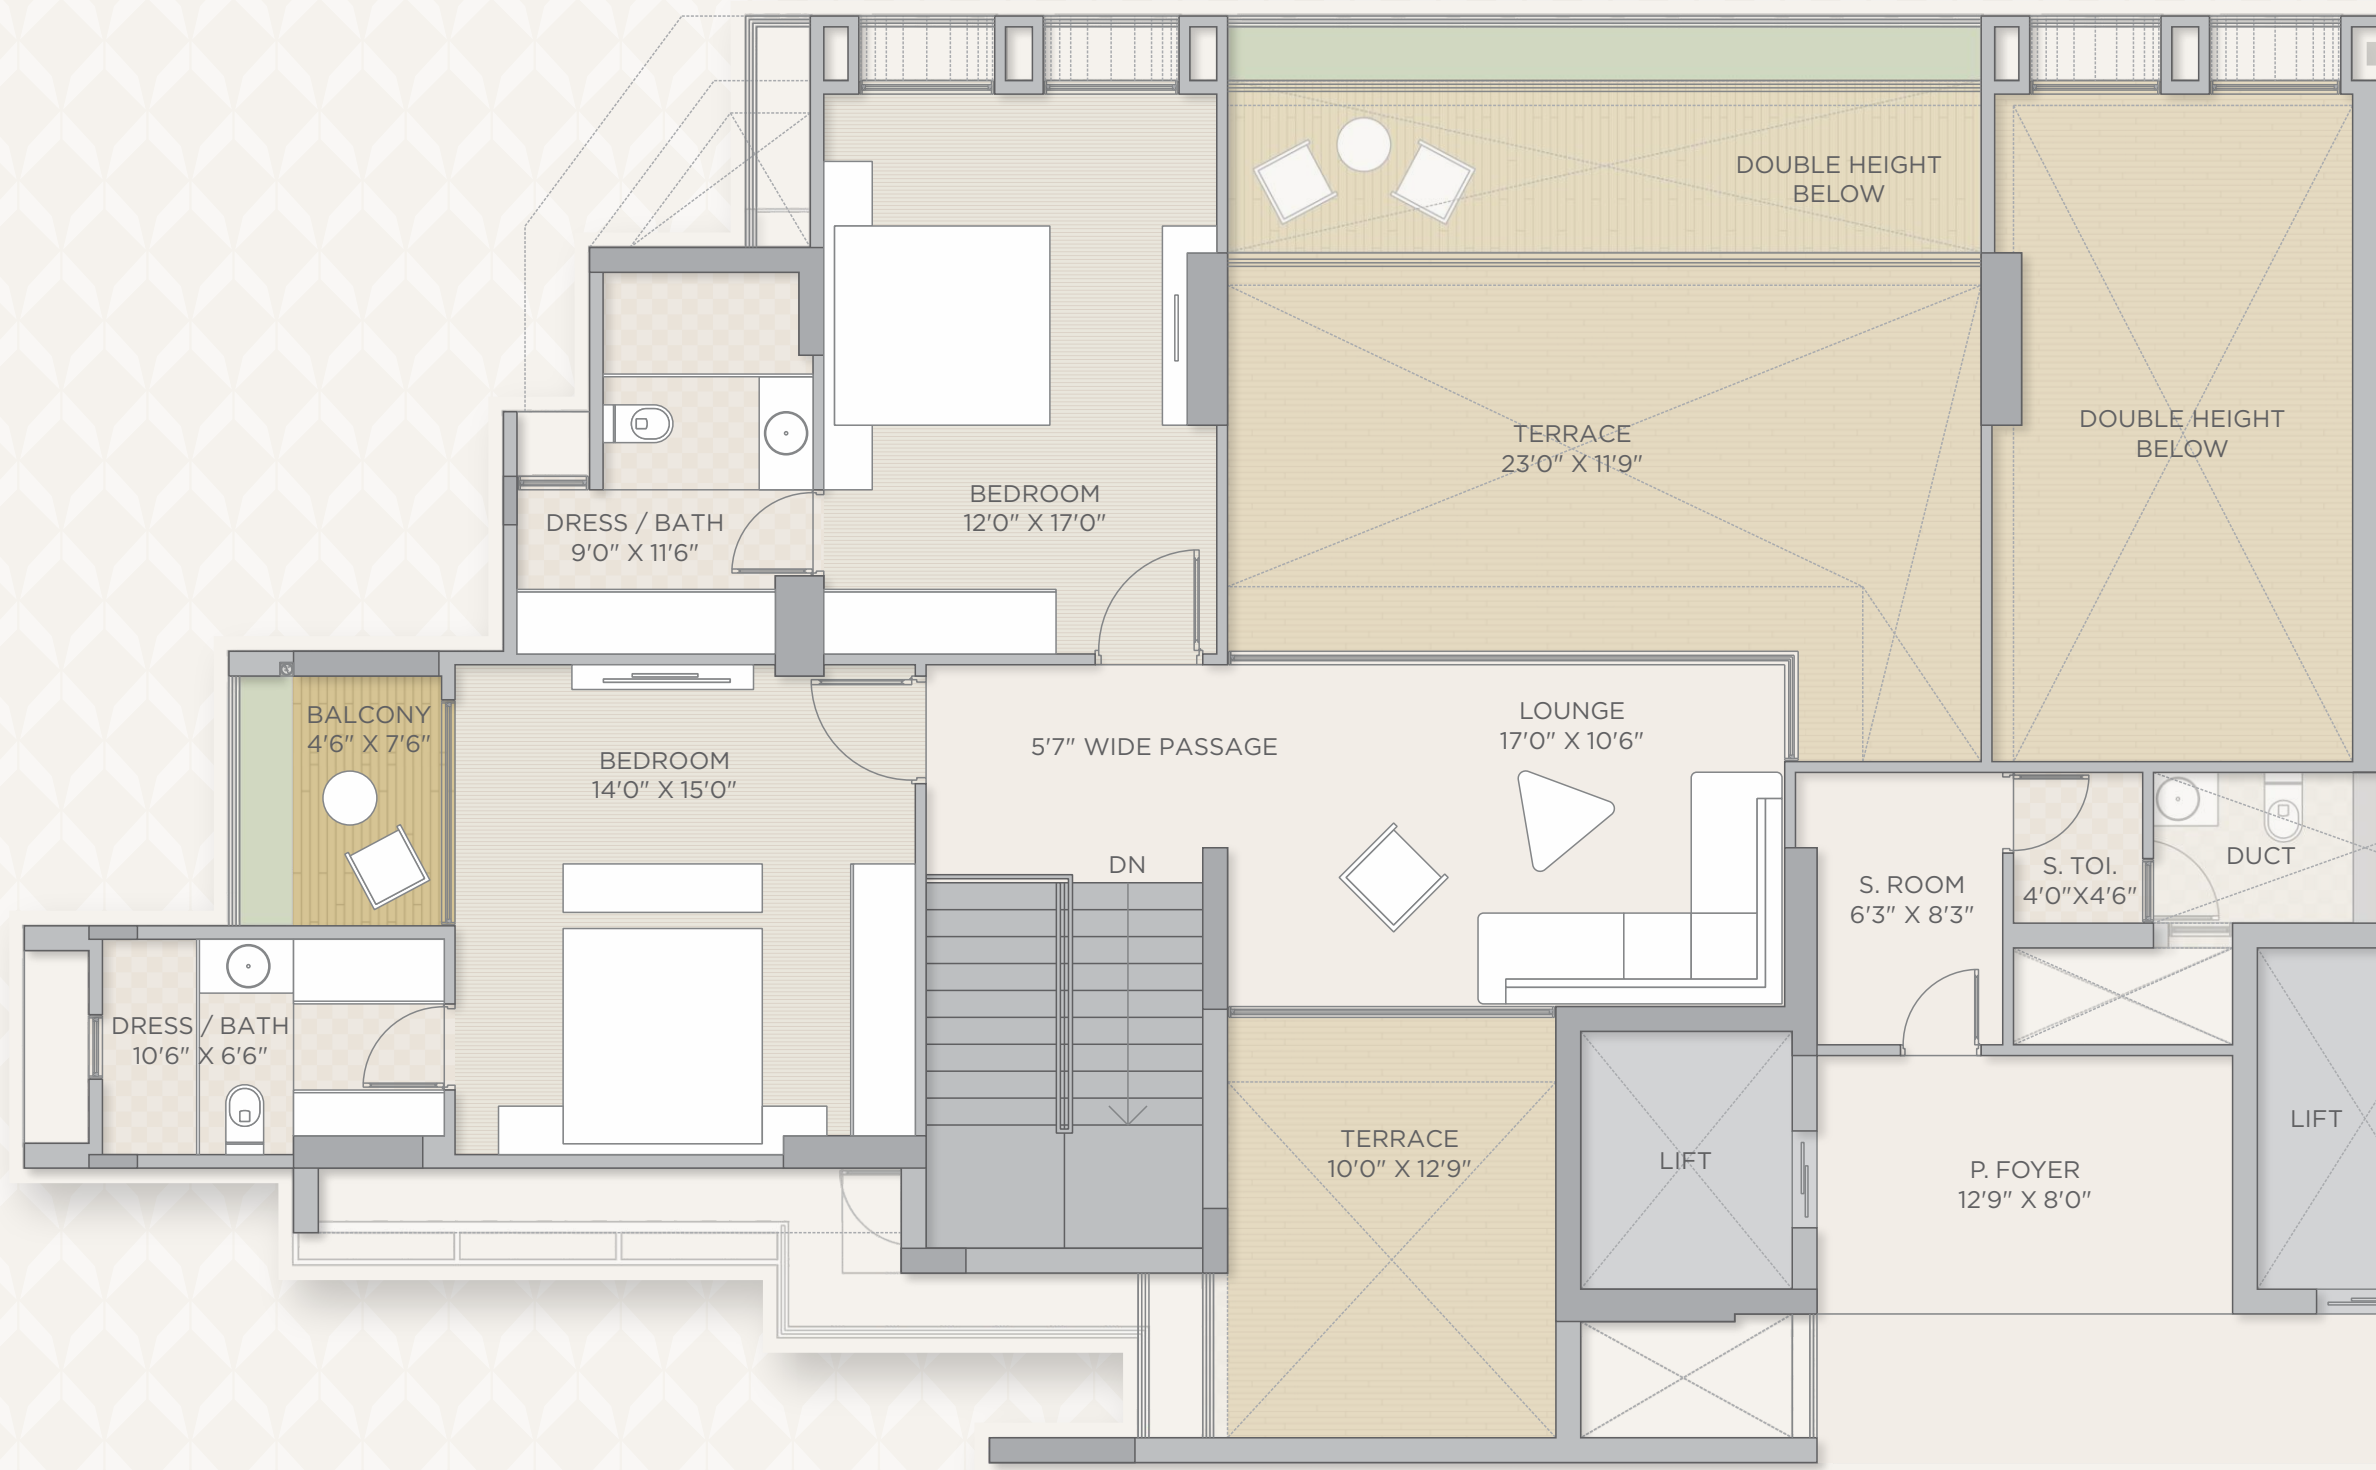 DOUBLE HEIGHT
BELOW
DOUBLE HEIGHT
BELOW
TERRACE
23'0" X 11'9"
BEDROOM
12'0" X 17'0"
DRESS / BATH
9'0" X 11'6"
BALCONY
4'6" X 7'6"
BEDROOM
14'0" X 15'0"
5'7" WIDE PASSAGE
LOUNGE
17'0" X 10'6"
DN
S. ROOM
6'3" X 8'3"
S. TOI.
4'0"X4'6"
DUCT
DRESS / BATH
10'6" X 6'6"
TERRACE
10'0" X 12'9"
LIFT
P. FOYER
12'9" X 8'0"
LIFT